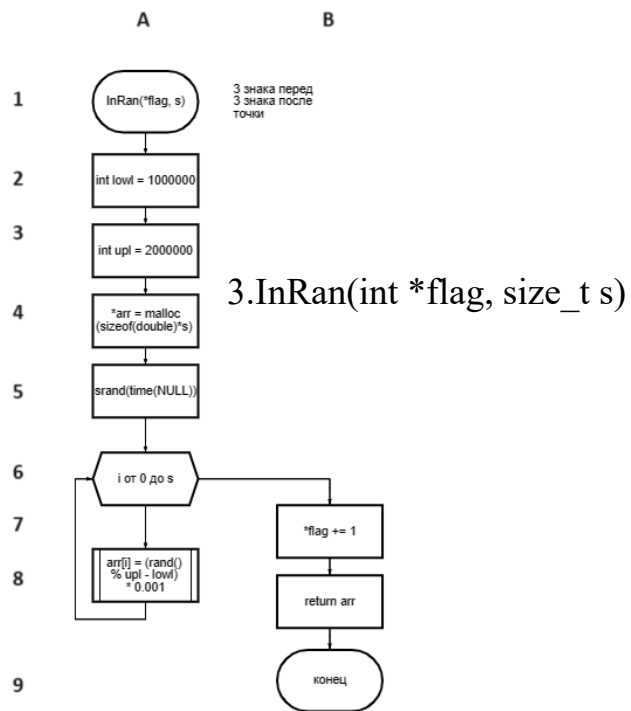 A
B
1
InRan(*flag, s)
3 знака перед
3 знака после
точки
2
int lowl = 1000000
3
int upl = 2000000
3.InRan(int *flag, size_t s)
4
*arr = malloc
(sizeof(double)*s)
5
srand(time(NULL))
6
i от 0 до s
7
*flag += 1
8
arr[i] = (rand()
% upl - lowl)
* 0.001
return arr
9
конец